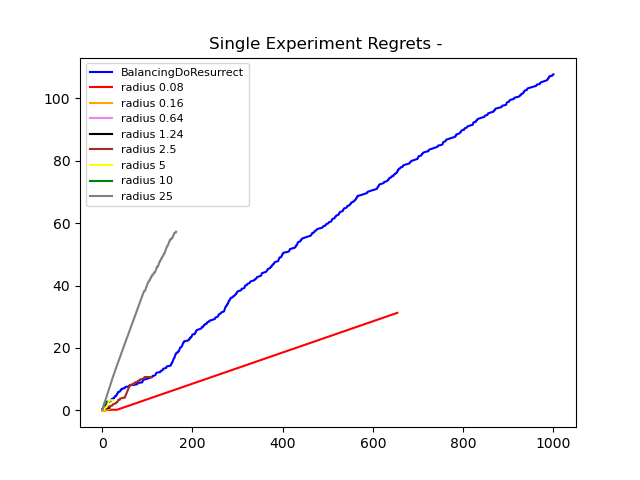 Single Experiment Regrets -
BalancingDoResurrect
radius 0.08
radius 0.16
radius 0.64
radius 1.24
radius 2.5
radius 5
radius 10
radius 25
100
80
60
40
20
0
0 200 400 600 800 1000